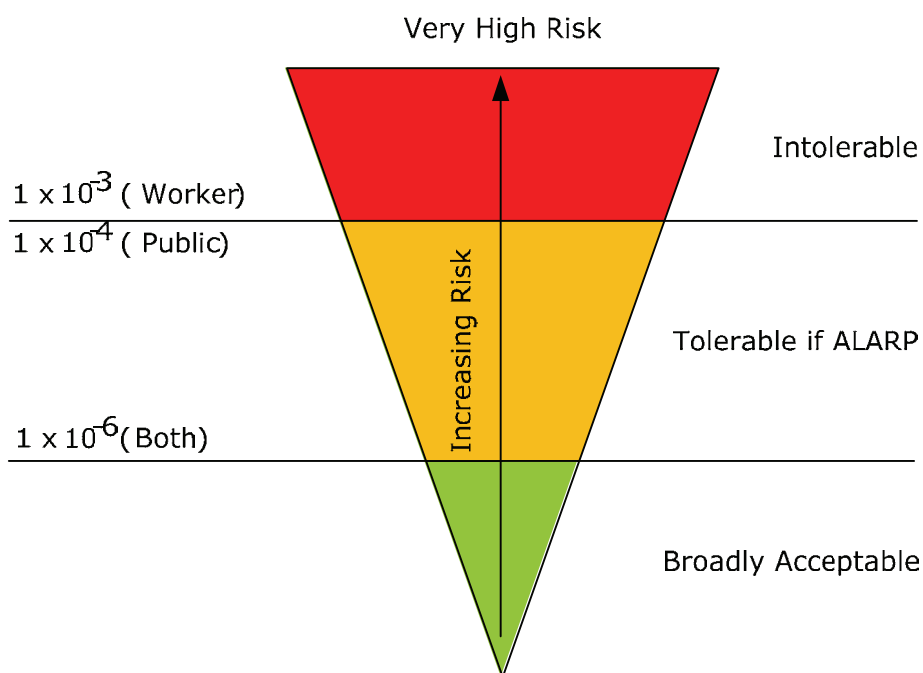 Very High Risk
Intolerable
1 x 10⁻³ ( Worker)
1 x 10⁻⁴ ( Public)
Increasing Risk
Tolerable if ALARP
1 x 10⁻⁶ (Both)
Broadly Acceptable